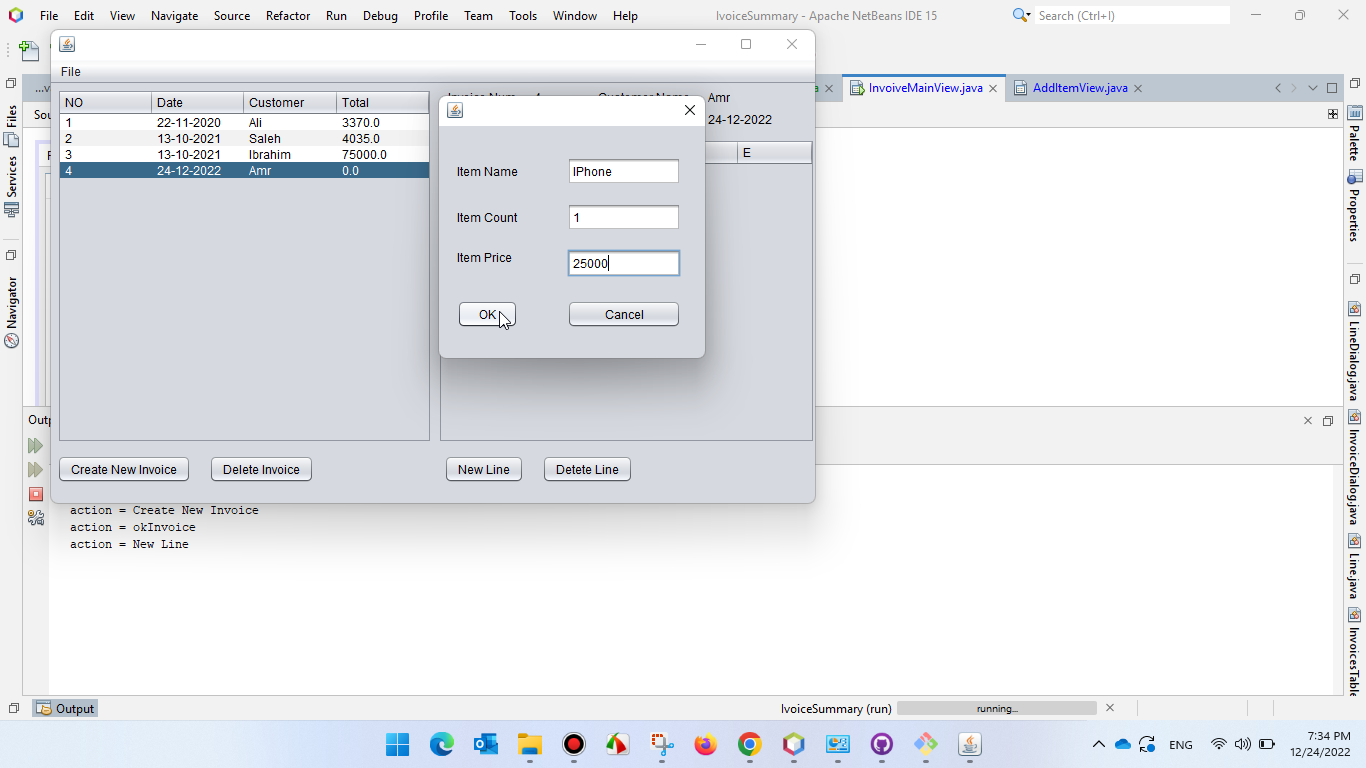 File Edit View Navigate Source Refactor Run Debug Profile Team Tools Window Help
IvoiceSummary - Apache NetBeans IDE 15
Search (Ctrl+I)
File
InvoiveMainView.java
AddItemView.java
NO Date Customer Total
1 22-11-2020 Ali 3370.0
2 13-10-2021 Saleh 4035.0
3 13-10-2021 Ibrahim 75000.0
4 24-12-2022 Amr 0.0
Amr
24-12-2022
E
Item Name IPhone
Item Count 1
Item Price 25000
OK Cancel
Create New Invoice Delete Invoice New Line Detete Line
action = Create New Invoice
action = okInvoice
action = New Line
Files
Services
Navigator
Palette
Properties
LineDialog.java
InvoiceDialog.java
Line.java
InvoicesTable
Output
IvoiceSummary (run) running...
ENG
7:34 PM
12/24/2022